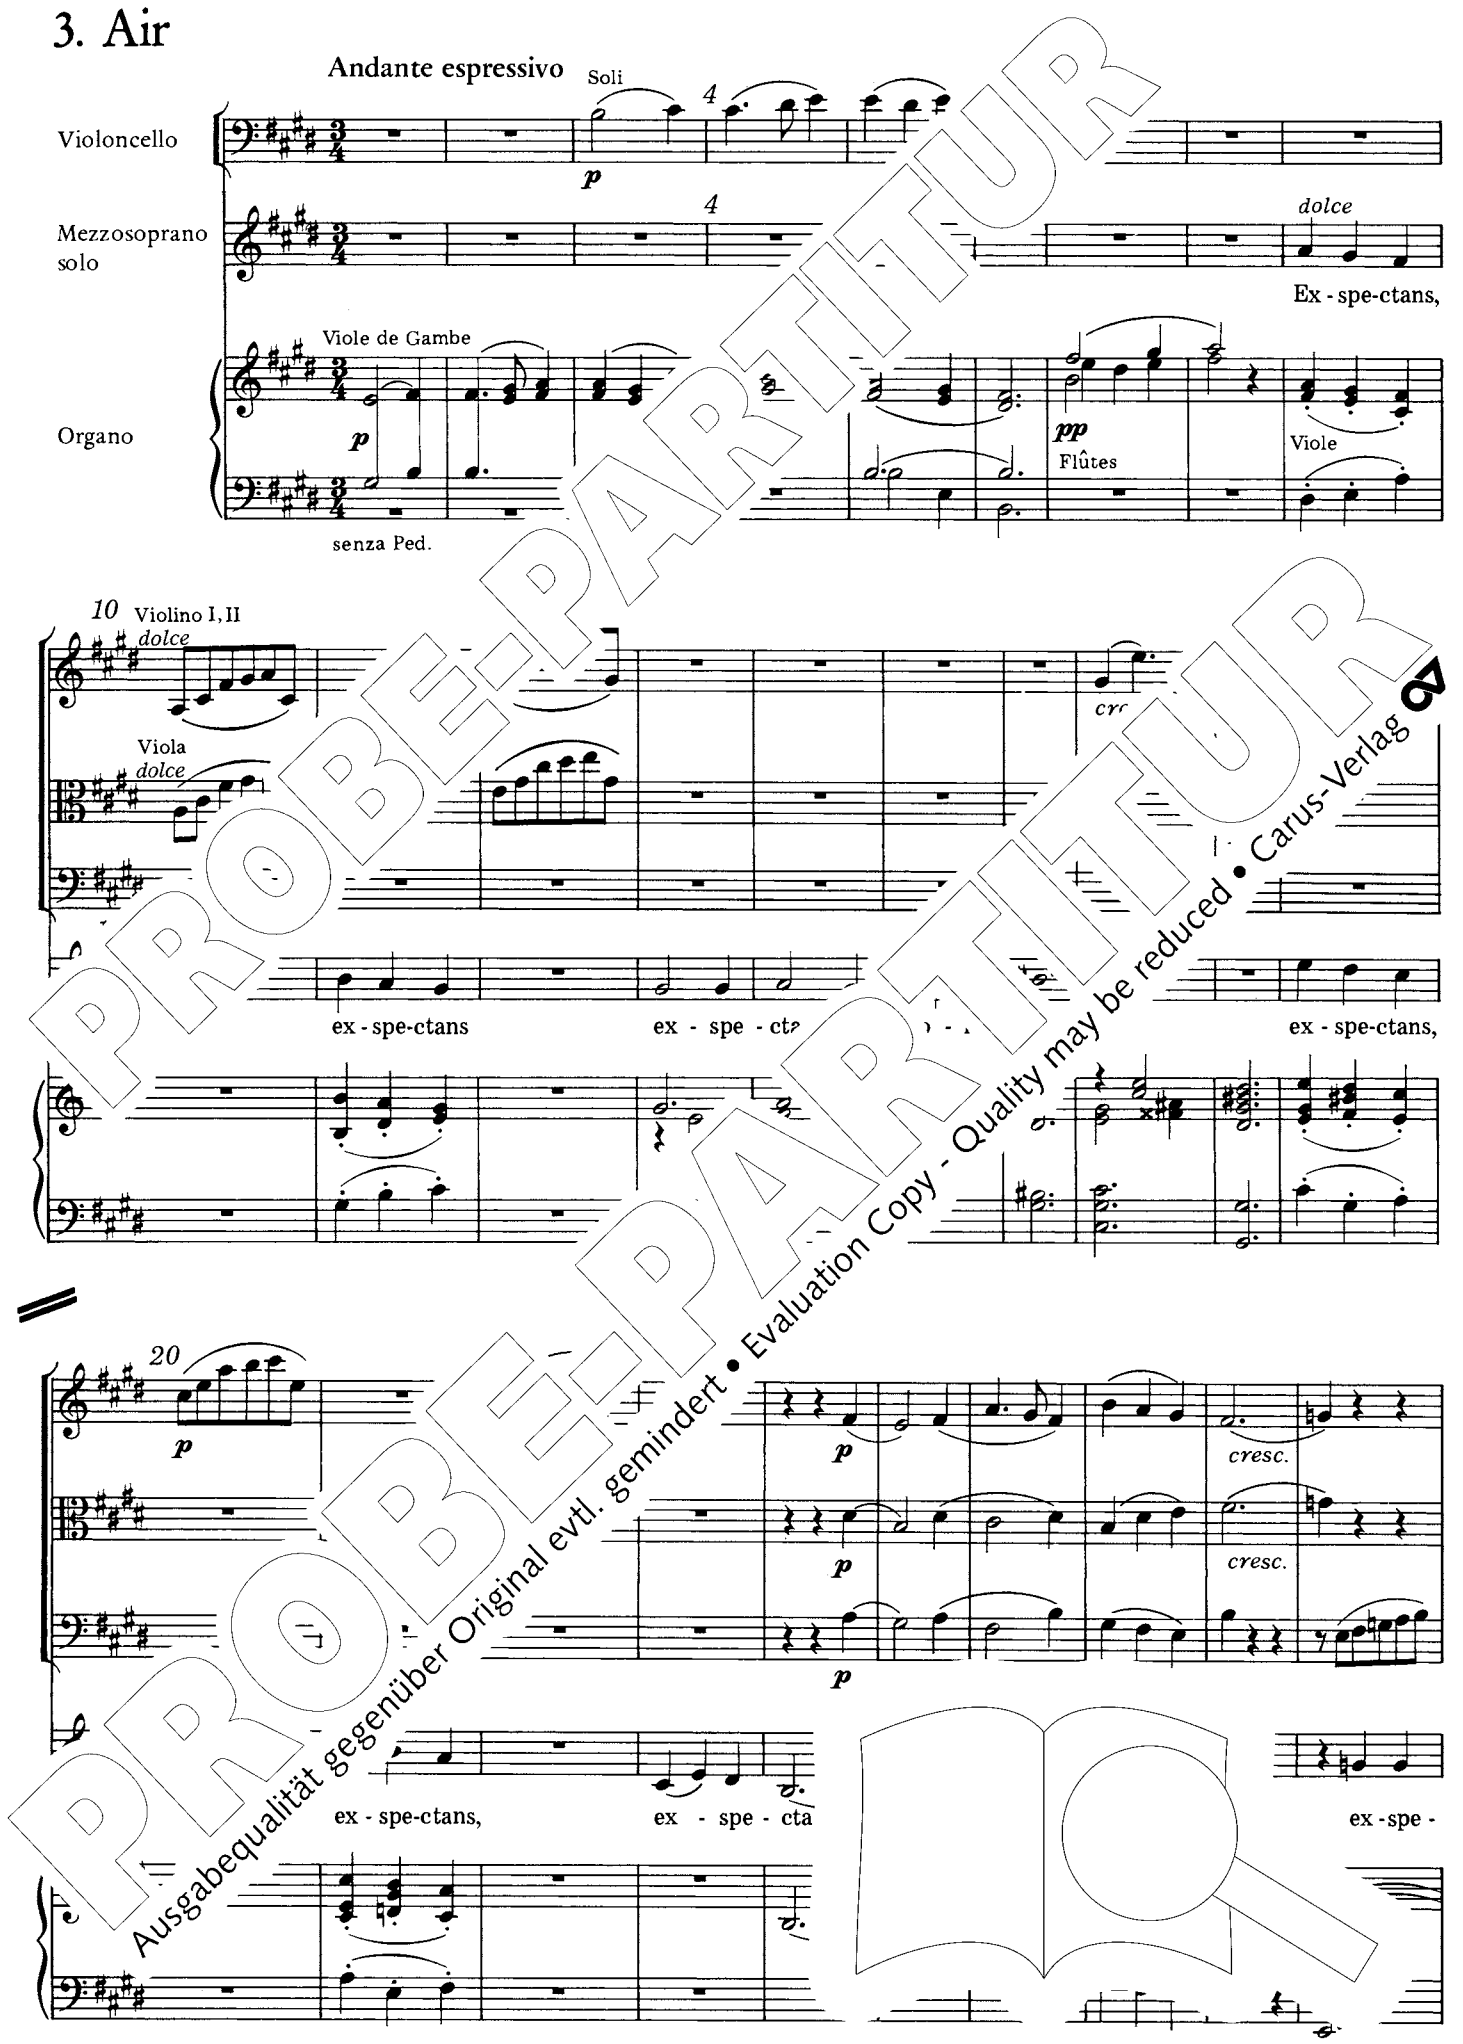 3. Air
Andante espressivo
Soli
4
Violoncello
p
4
dolce
Mezzosoprano
solo
Ex - spe - ctans,
Viole de Gambe
Organo
p
pp
Flûtes
Viole
senza Ped.
10 Violino I, II
dolce
Viola
dolce
ex - spe - ctans
ex - spe -
ex - spe - ctans,
20
p
p
cresc.
p
cresc.
p
ex - spe - ctans,
ex - spe - cta
ex - spe -
PROBE-PARTITUR
PROBE-PARTITUR
Ausgabequalität gegenüber Original evtl. gemindert • Evaluation Copy - Quality may be reduced • Carus-Verlag